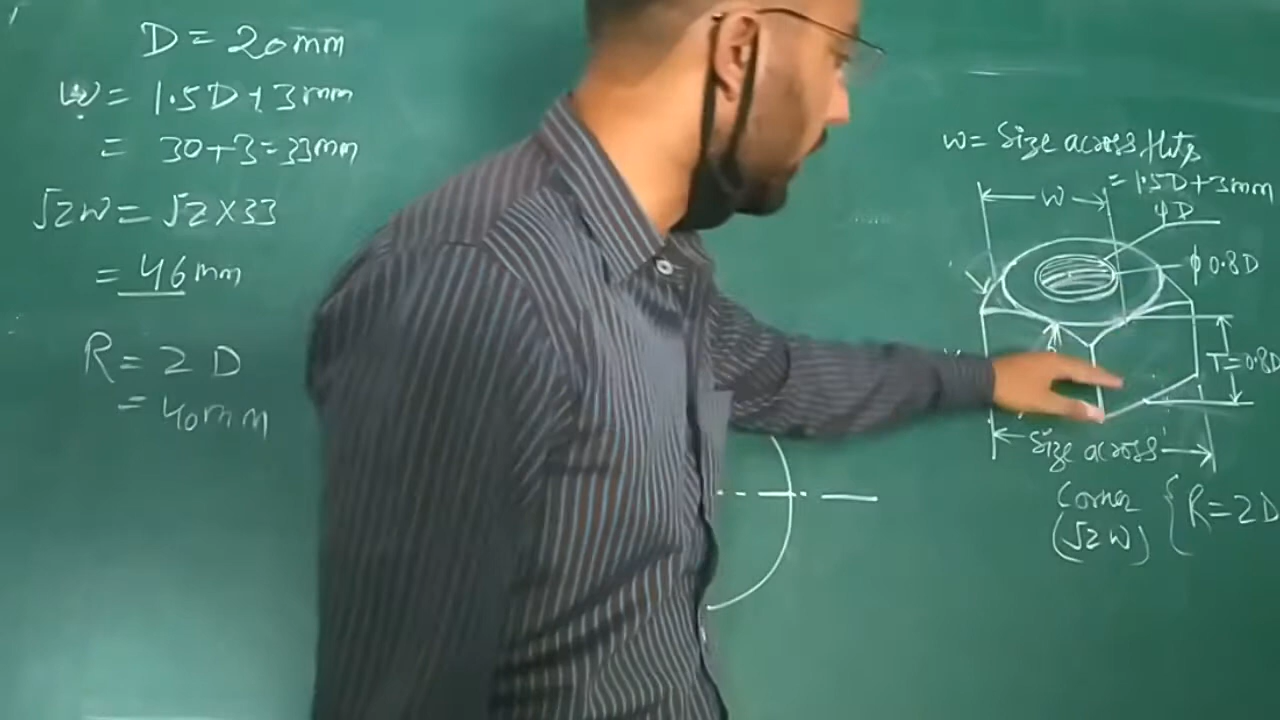 D = 20mm
W = 1.5D+3mm
= 30+3=33mm
√2W = √2×33
= 46mm
R = 2 D
= 40mm
W= Size across flats
= 1.5D+3mm
W
φD
φ0.8D
R
T=0.8D
Size across
Corner
(√2W)
R=2D